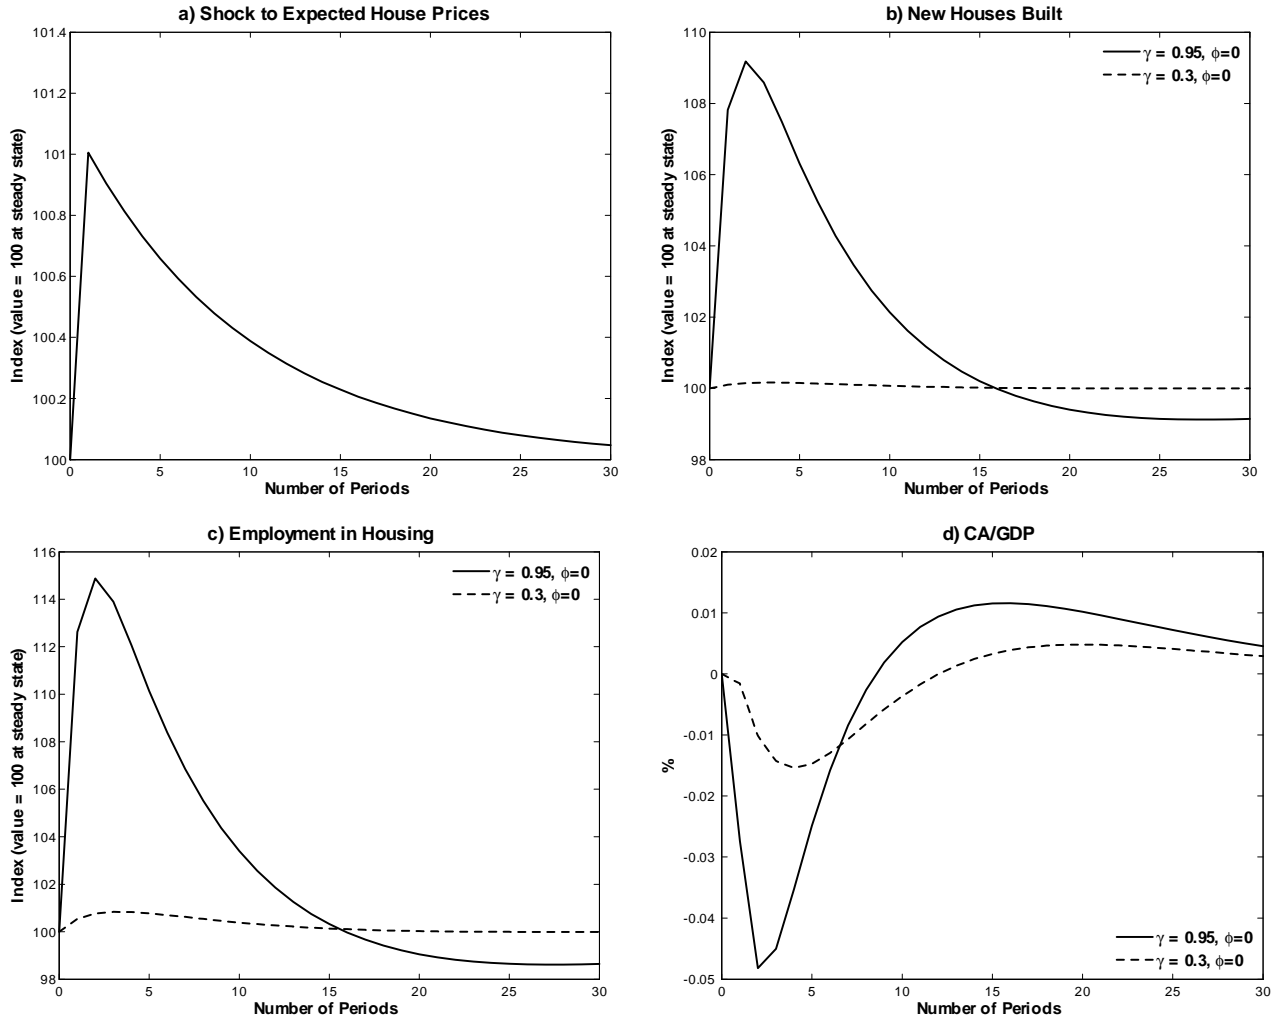 a) Shock to Expected House Prices
Index (value = 100 at steady state)
101.4
101.2
101
100.8
100.6
100.4
100.2
100
0 5 10 15 20 25 30
Number of Periods
b) New Houses Built
Index (value = 100 at steady state)
γ = 0.95, ϕ=0
γ = 0.3, ϕ=0
110
108
106
104
102
100
98
0 5 10 15 20 25 30
Number of Periods
c) Employment in Housing
Index (value = 100 at steady state)
γ = 0.95, ϕ=0
γ = 0.3, ϕ=0
116
114
112
110
108
106
104
102
100
98
0 5 10 15 20 25 30
Number of Periods
d) CA/GDP
%
0.02
0.01
0
-0.01
-0.02
-0.03
-0.04
-0.05
γ = 0.95, ϕ=0
γ = 0.3, ϕ=0
0 5 10 15 20 25 30
Number of Periods